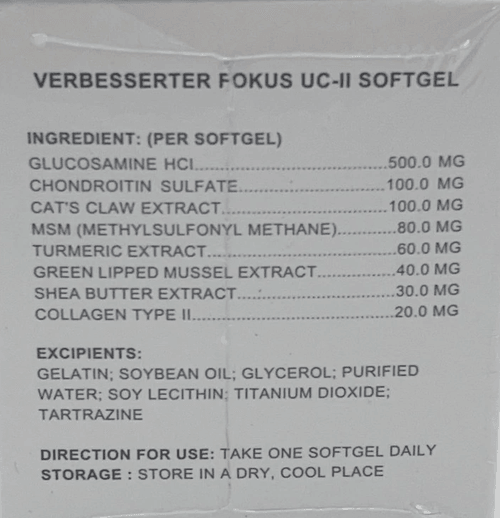 VERBESSERTER FOKUS UC-II SOFTGEL
INGREDIENT: (PER SOFTGEL)
GLUCOSAMINE HCl..........................................500.0 MG
CHONDROITIN SULFATE................................100.0 MG
CAT'S CLAW EXTRACT....................................100.0 MG
MSM (METHYLSULFONYL METHANE)............80.0 MG
TURMERIC EXTRACT.......................................60.0 MG
GREEN LIPPED MUSSEL EXTRACT................40.0 MG
SHEA BUTTER EXTRACT..................................30.0 MG
COLLAGEN TYPE II...........................................20.0 MG
EXCIPIENTS:
GELATIN; SOYBEAN OIL; GLYCEROL; PURIFIED
WATER; SOY LECITHIN; TITANIUM DIOXIDE;
TARTRAZINE
DIRECTION FOR USE: TAKE ONE SOFTGEL DAILY
STORAGE : STORE IN A DRY, COOL PLACE